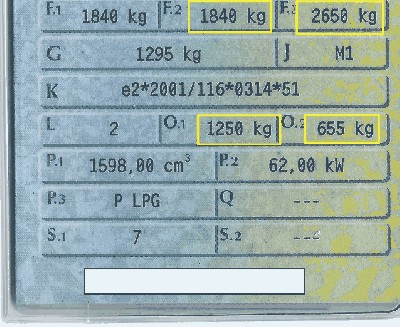 F.1 1840 kg F.2 1840 kg F.3 2650 kg
G 1295 kg J M1
K e2*2001/116*0314*51
L 2 O.1 1250 kg O.2 655 kg
P.1 1598,00 cm³ P.2 62,00 kW
P.3 P LPG Q ---
S.1 7 S.2 ---